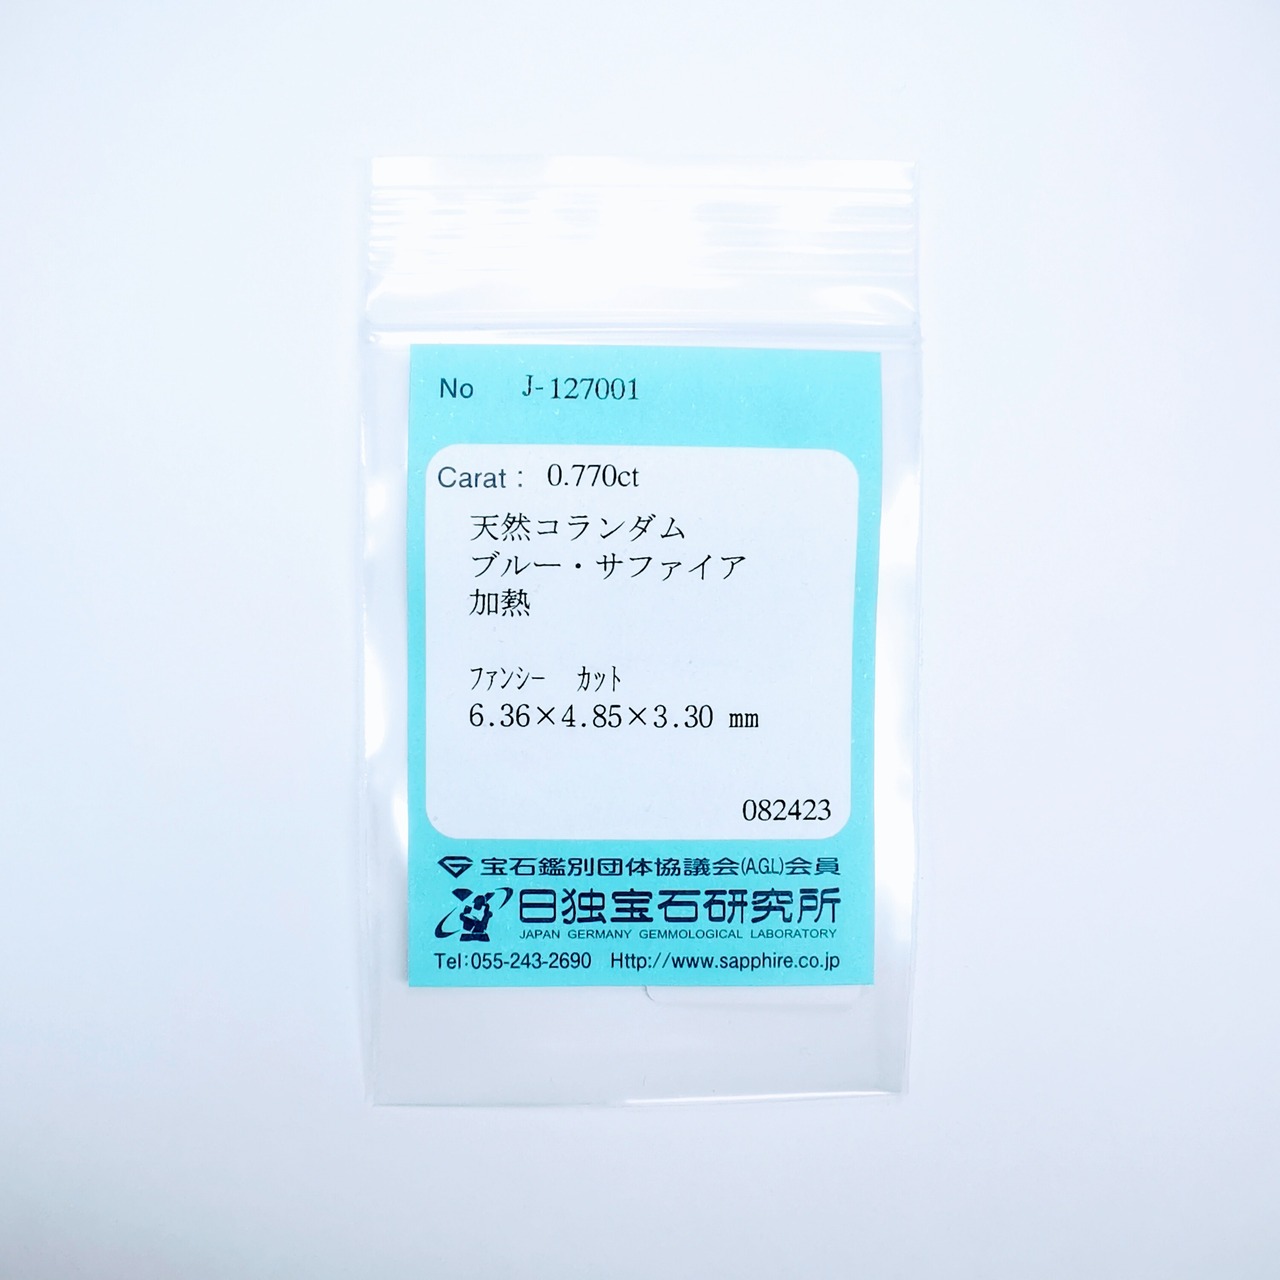 No J-127001
Carat : 0.770ct
天然コランダム
ブルー・サファイア
加熱
ﾌｧﾝｼｰ ｶｯﾄ
6.36×4.85×3.30 mm
082423
宝石鑑別団体協議会(AGL)会員
日独宝石研究所
JAPAN GERMANY GEMMOLOGICAL LABORATORY
Tel:055-243-2690 Http://www.sapphire.co.jp